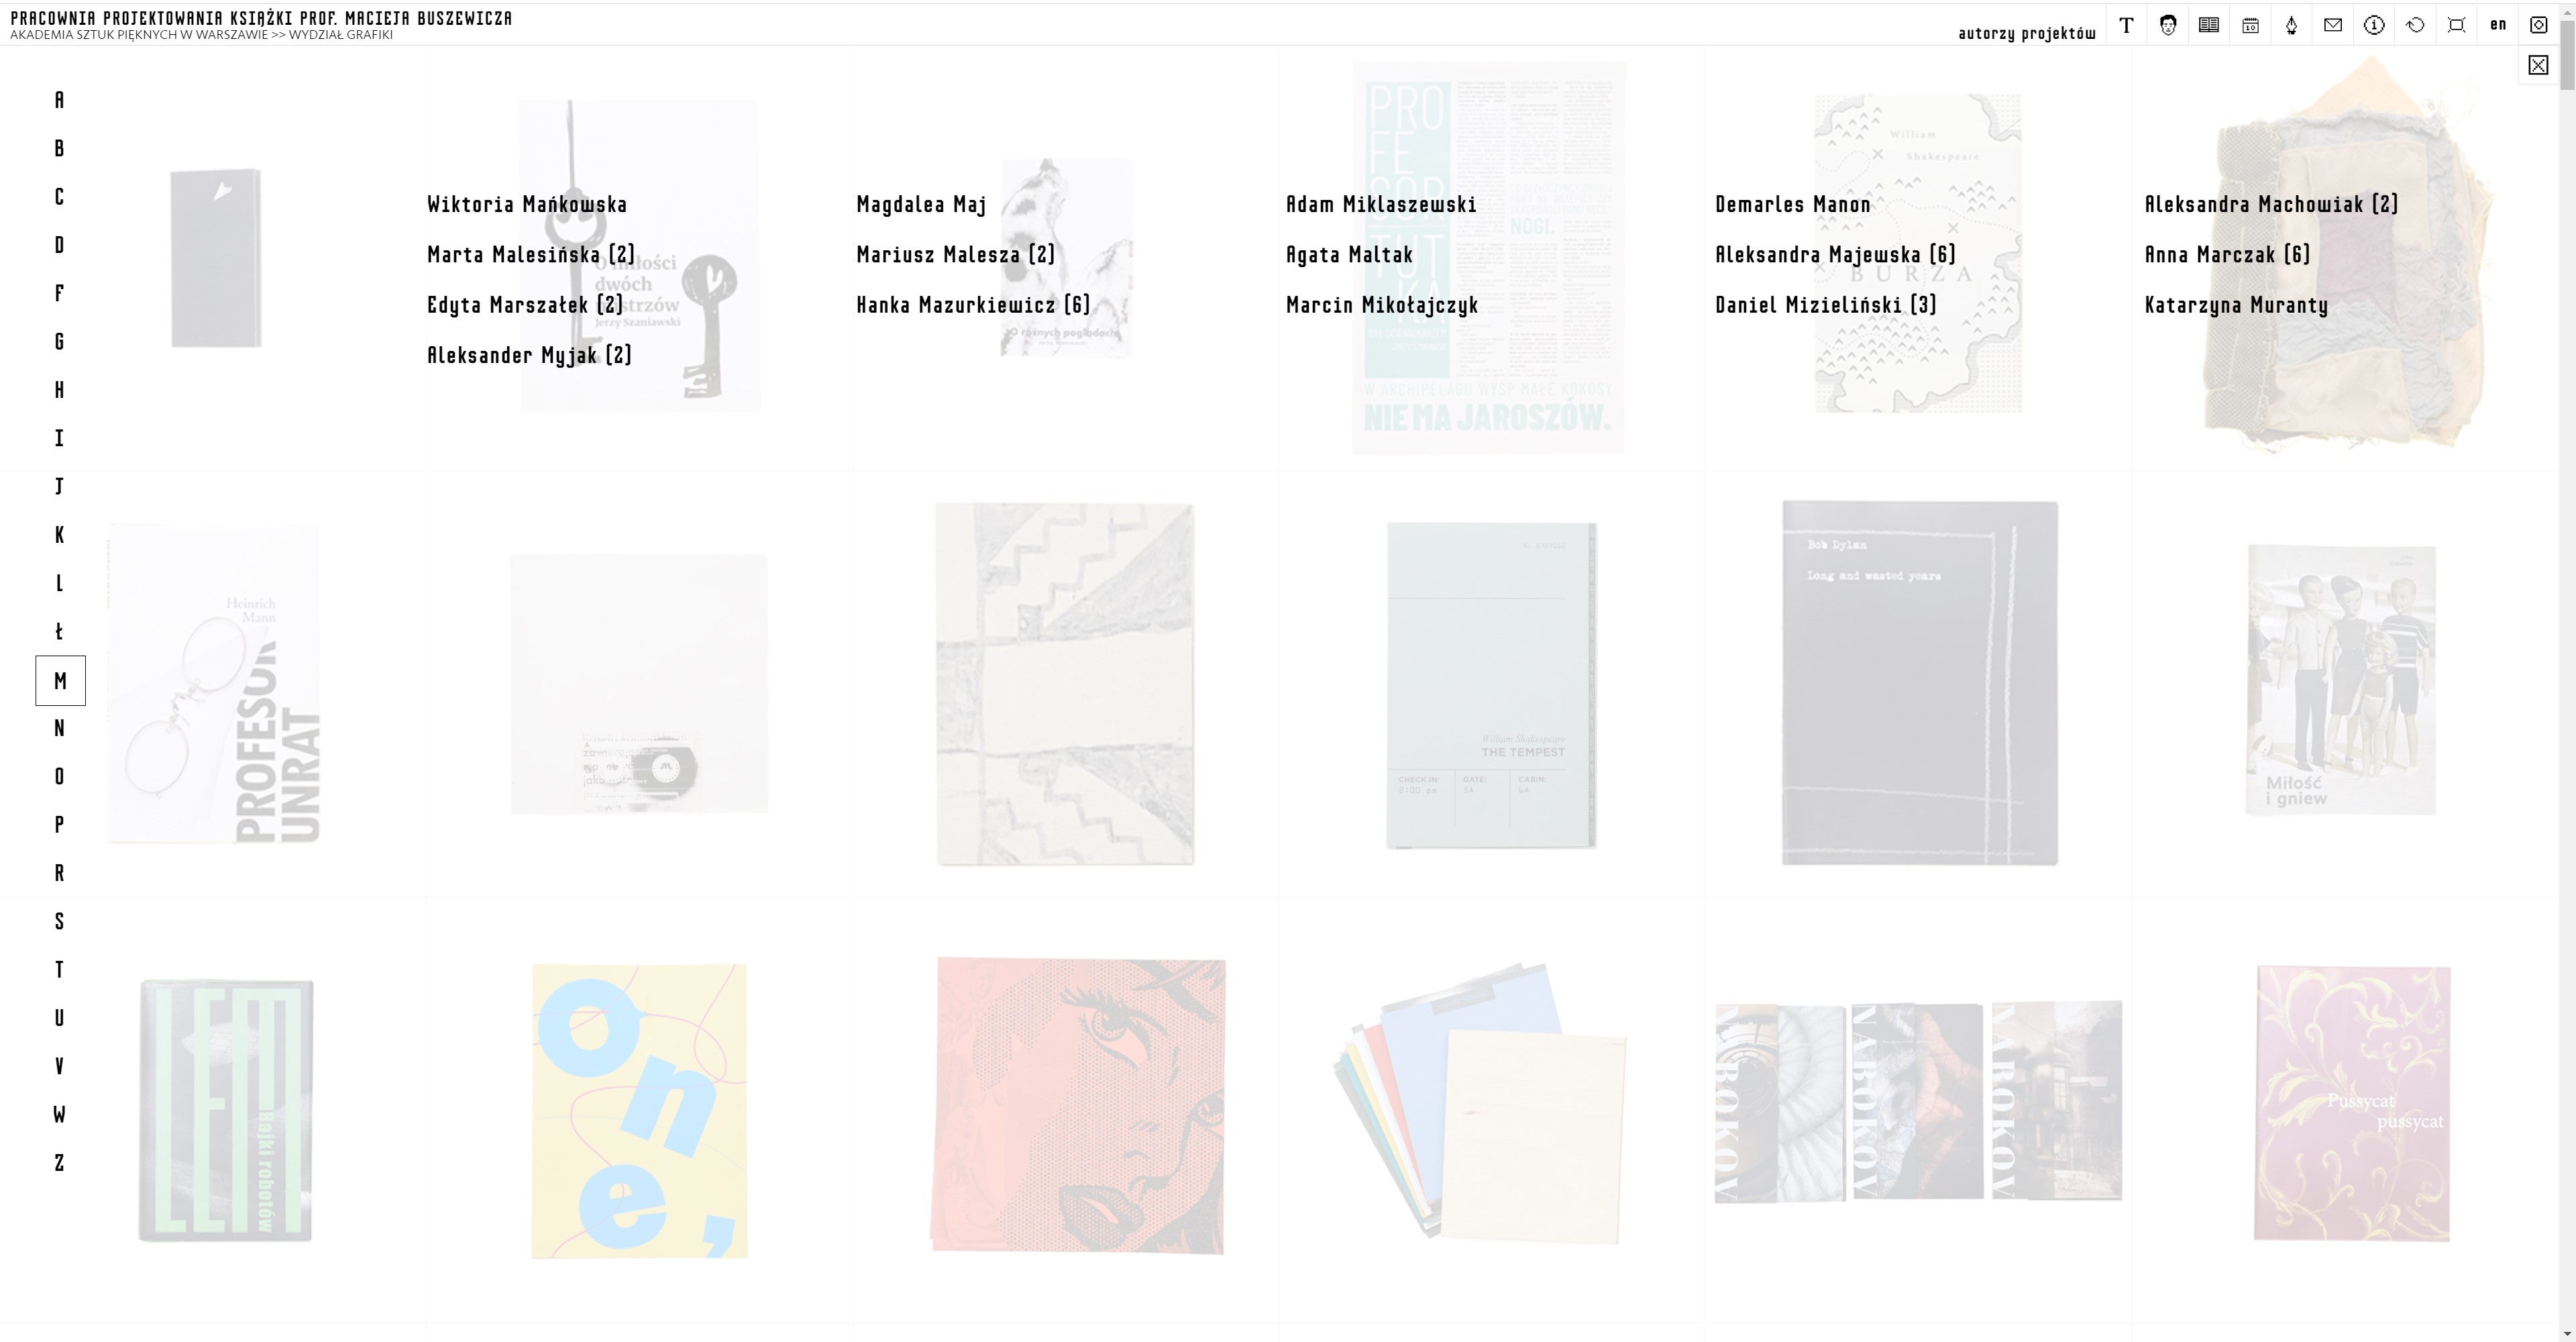 PRACOWNIA PROJEKTOWANIA KSIĄŻKI PROF. MACIEJA BUSZEWICZA
AKADEMIA SZTUK PIĘKNYCH W WARSZAWIE >> WYDZIAŁ GRAFIKI
autorzy projektów
T
10
i
en
A
B
C
D
F
G
H
I
J
K
L
Ł
M
N
O
P
R
S
T
U
V
W
Z
Wiktoria Mańkowska
Magdalea Maj
Adam Miklaszewski
Demarles Manon
Aleksandra Machowiak (2)
Marta Malesińska (2)
Mariusz Malesza (2)
Agata Maltak
Aleksandra Majewska (6)
Anna Marczak (6)
Edyta Marszałek (2)
Hanka Mazurkiewicz (6)
Marcin Mikołajczyk
Daniel Mizieliński (3)
Katarzyna Muranty
Aleksander Myjak (2)
O miłości
dwóch
mistrzów
Jerzy Szaniawski
O różnych poglądach
PRO
FE
SOR
TUT
KA
NOGI.
W ARCHIPELAGU WYSP MAŁE KOKOSY
NIE MA JAROSZÓW.
William
Shakespeare
BURZA
Heinrich
Mann
PROFESOR
UNRAT
William Shakespeare
THE TEMPEST
CHECK IN:
2:00 pm
GATE:
5A
CABIN:
4A
Bob Dylan
Long and wasted years
Miłość
i gniew
LEM
Bajki robotów
one,
NABOKOV
NABOKOV
NABOKOV
Pussycat
pussycat